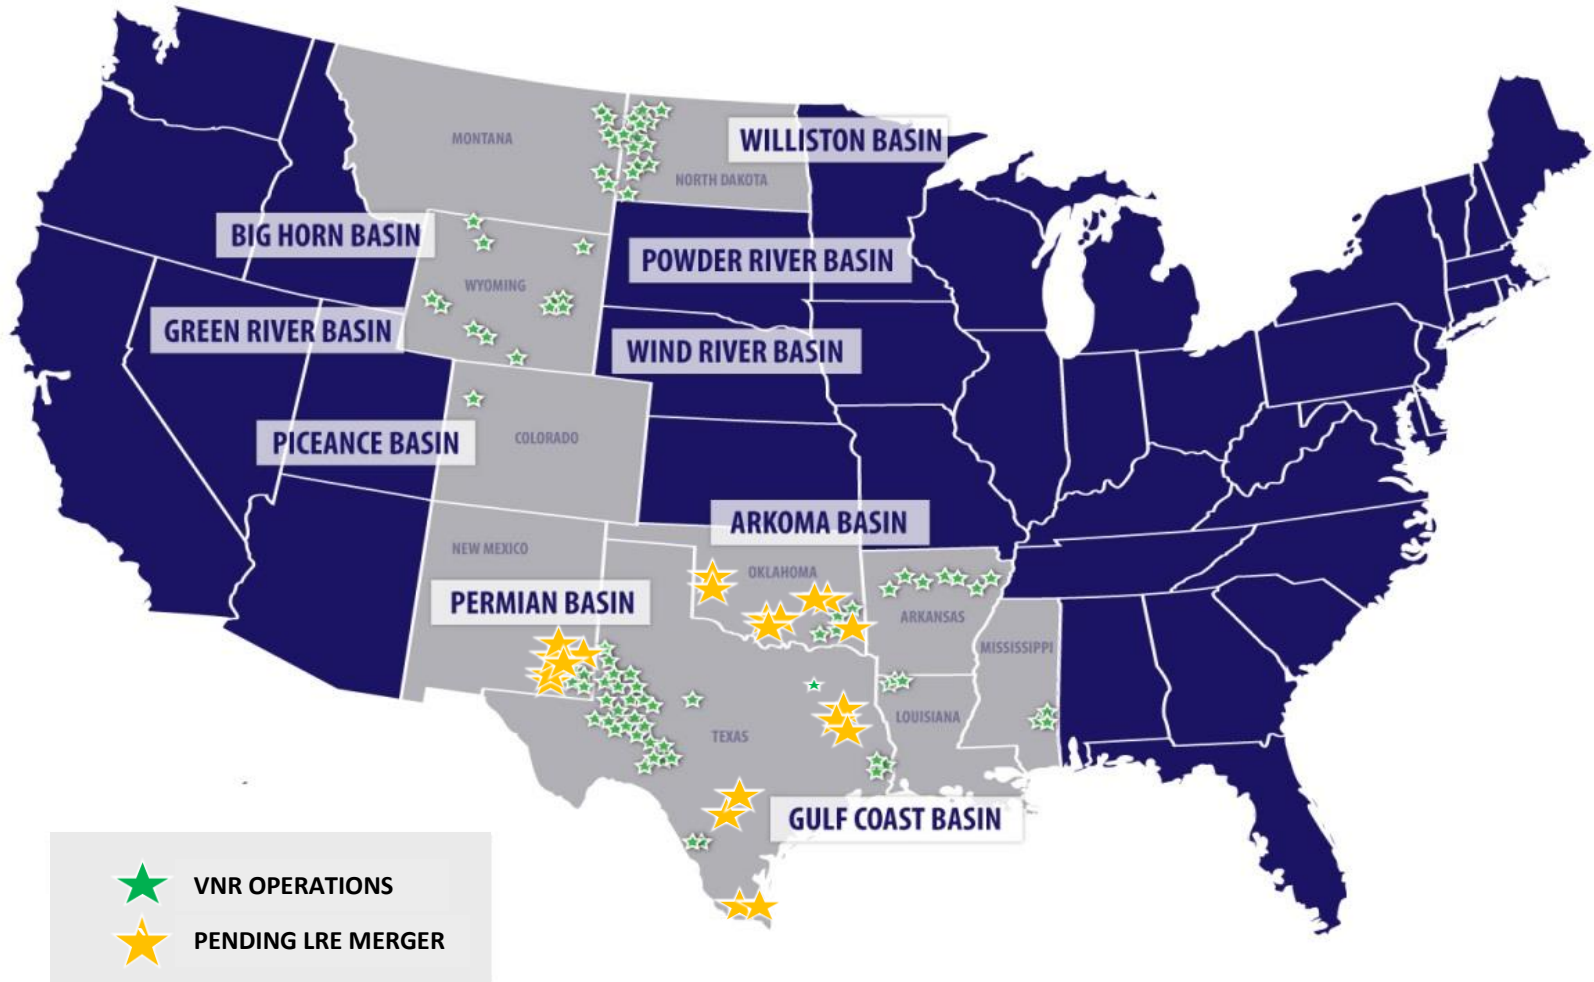 MONTANA
WILLISTON BASIN
NORTH DAKOTA
BIG HORN BASIN
POWDER RIVER BASIN
WYOMING
GREEN RIVER BASIN
WIND RIVER BASIN
PICEANCE BASIN
COLORADO
ARKOMA BASIN
NEW MEXICO
OKLAHOMA
PERMIAN BASIN
ARKANSAS
MISSISSIPPI
LOUISIANA
TEXAS
GULF COAST BASIN
VNR OPERATIONS
PENDING LRE MERGER